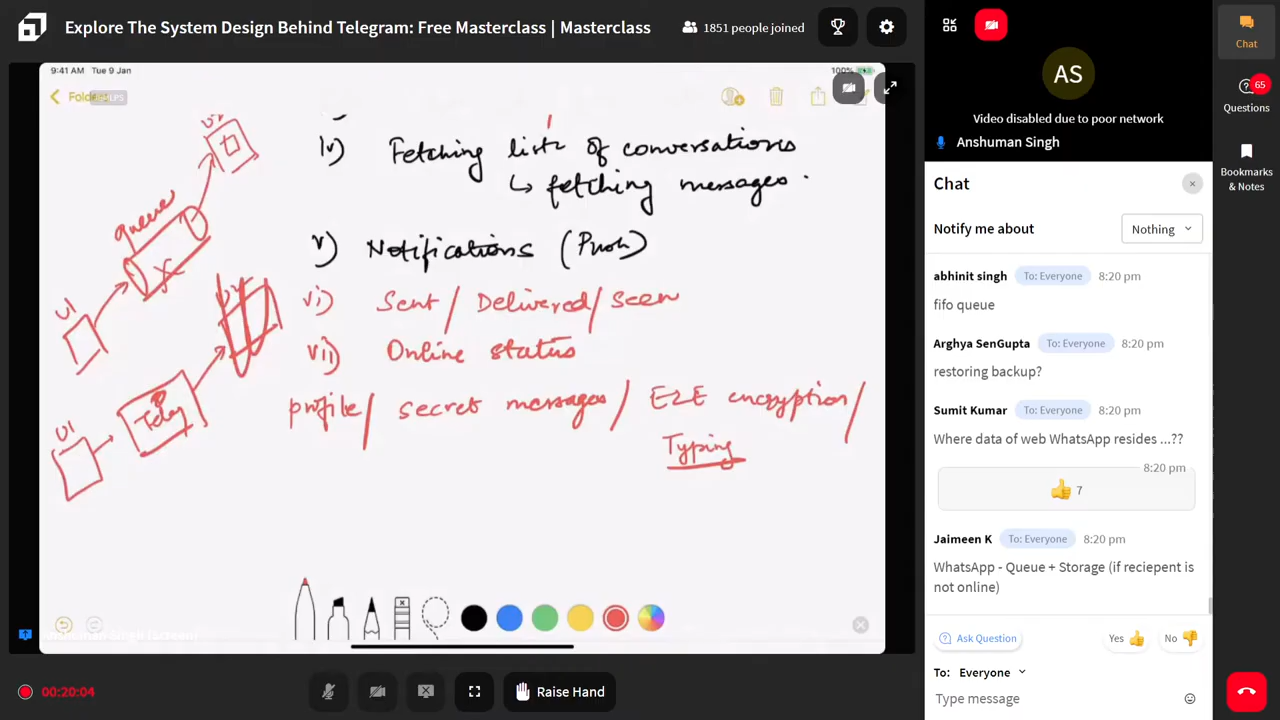 Explore The System Design Behind Telegram: Free Masterclass | Masterclass
1851 people joined
9:41 AM Tue 9 Jan
100%
iv) Fetching list of conversations
↳ fetching messages.
queue
v) Notifications (Push)
vi) Sent / Delivered / Seen
U1
vii) Online status
profile / secret messages / E2E encryption /
Typing
Teleg
U1
00:20:04
Raise Hand
AS
Video disabled due to poor network
Anshuman Singh
Chat
Notify me about
Nothing
abhinit singh To: Everyone 8:20 pm
fifo queue
Arghya SenGupta To: Everyone 8:20 pm
restoring backup?
Sumit Kumar To: Everyone 8:20 pm
Where data of web WhatsApp resides ...??
8:20 pm
👍 7
Jaimeen K To: Everyone 8:20 pm
WhatsApp - Queue + Storage (if reciepent is
not online)
Ask Question
Yes 👍 No 👎
To: Everyone
Type message
Chat
65
Questions
Bookmarks
& Notes